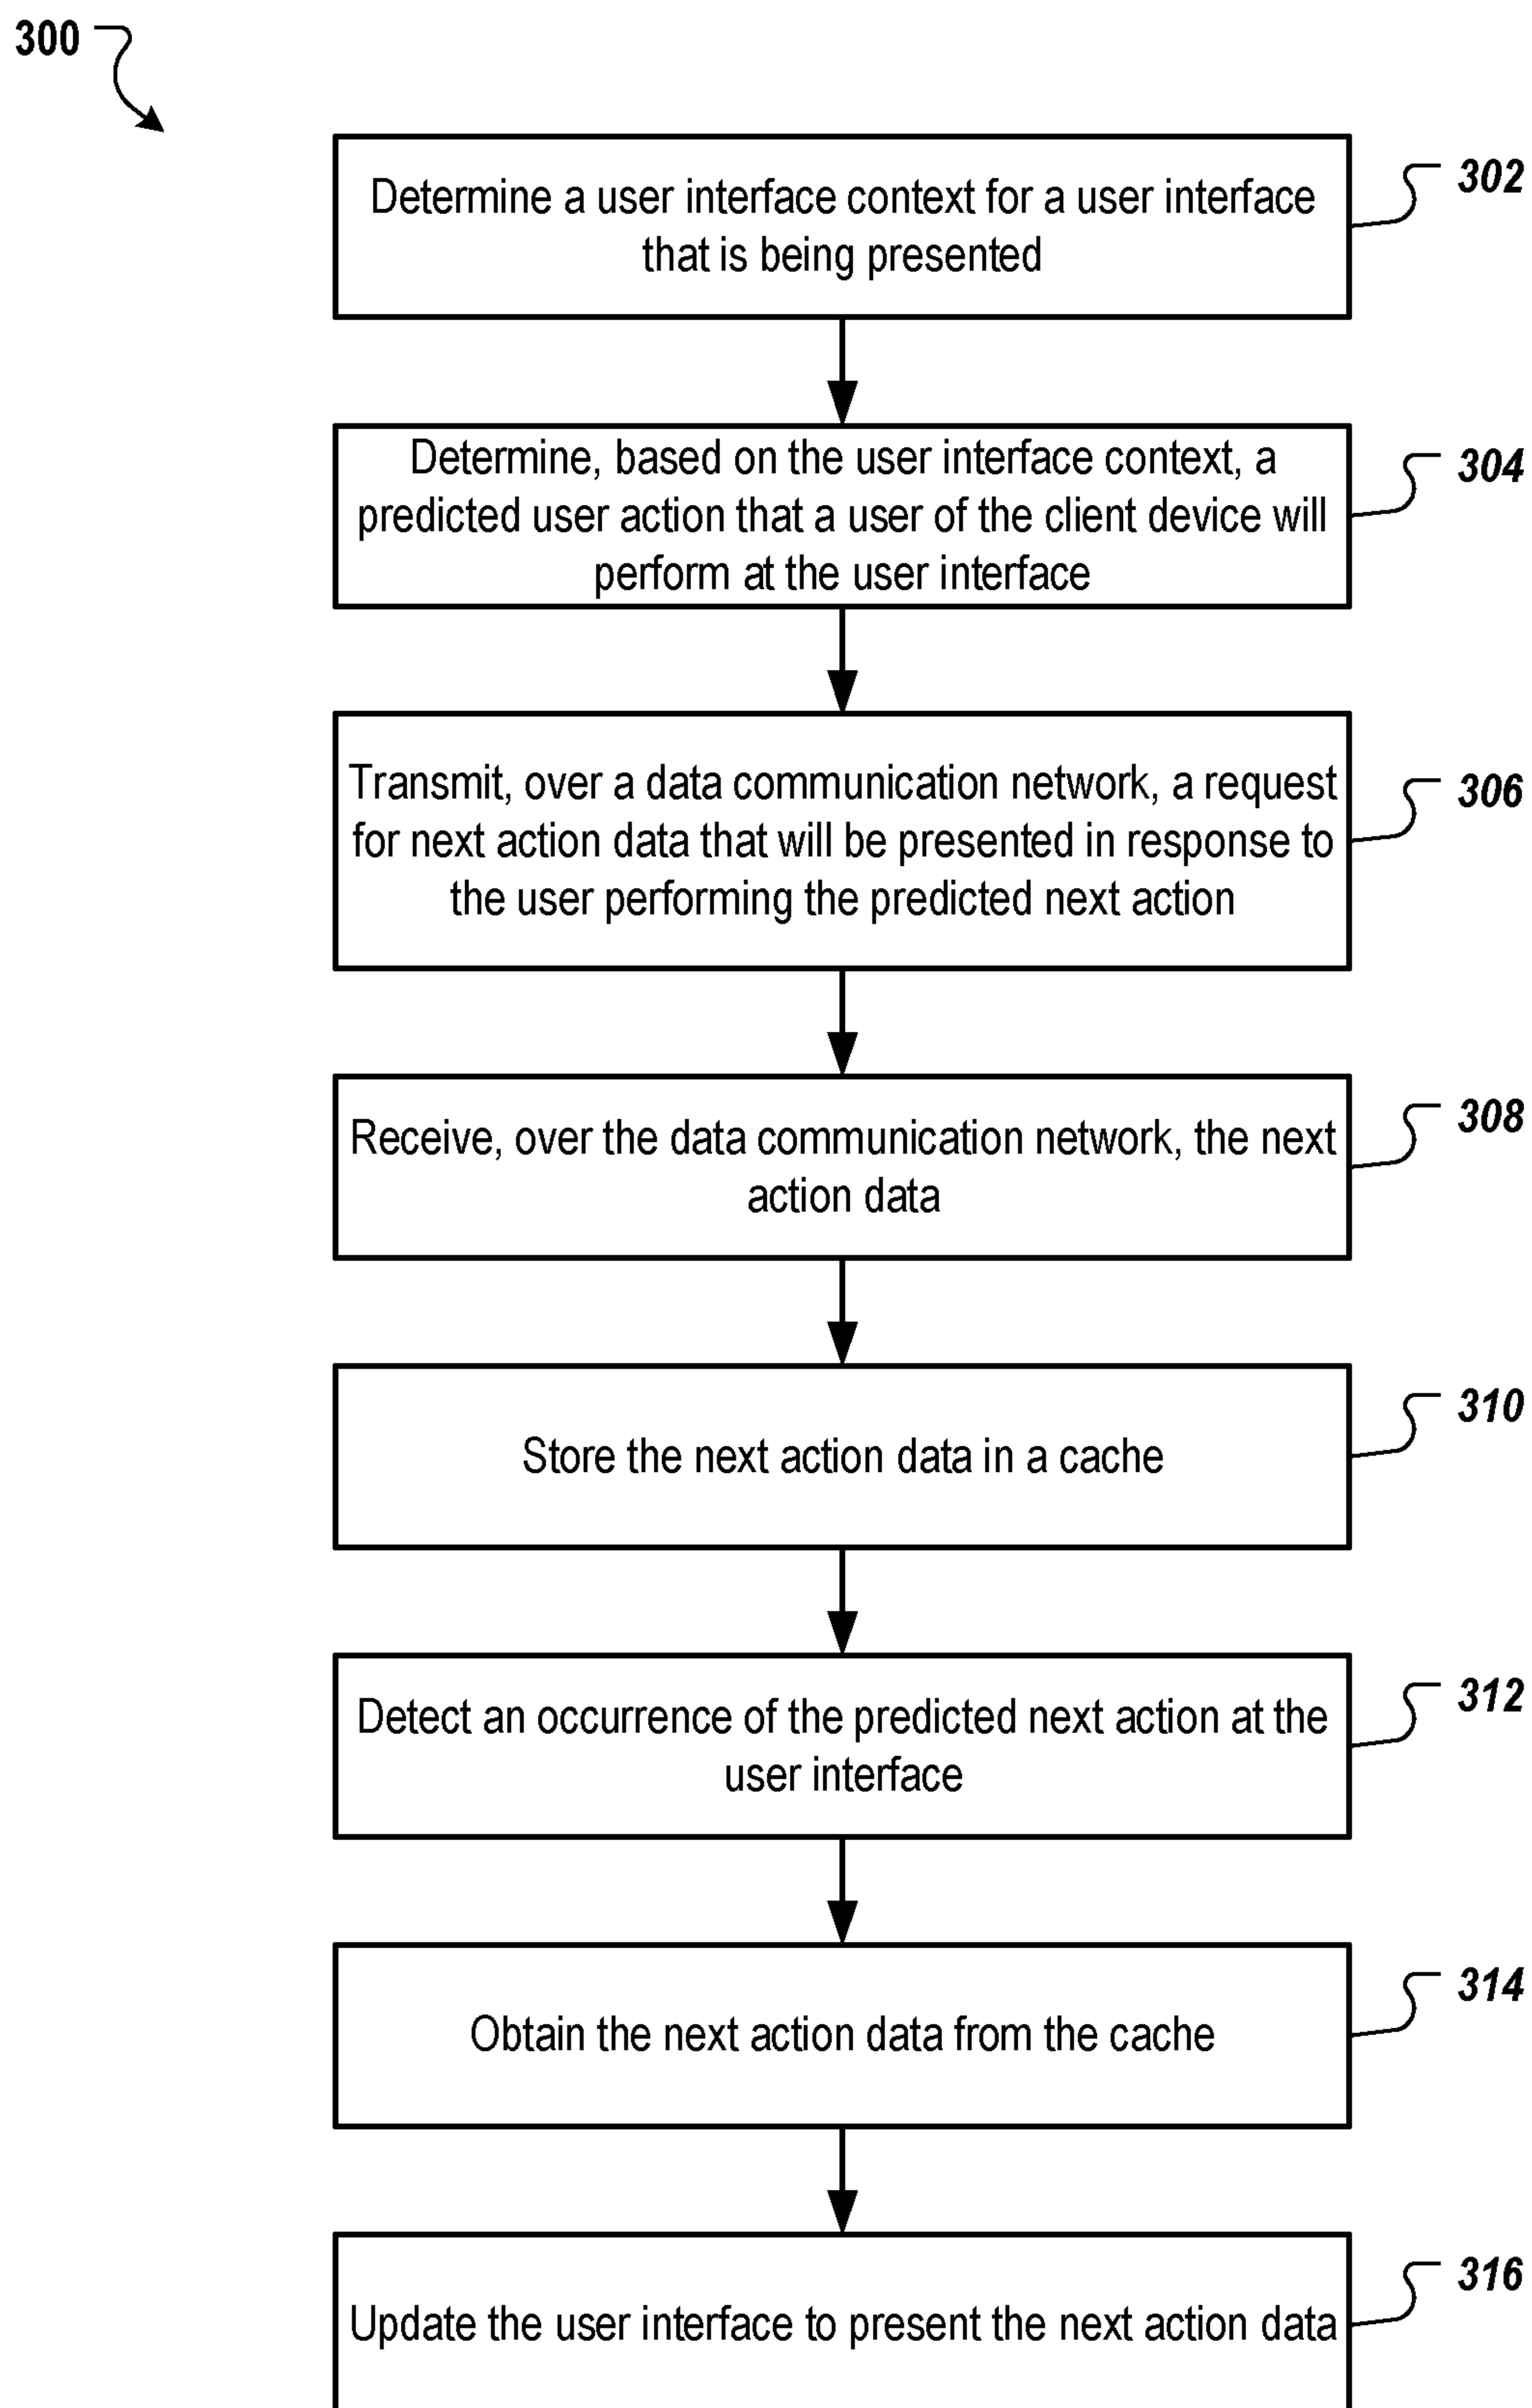 300
Determine a user interface context for a user interface
that is being presented
302
Determine, based on the user interface context, a
predicted user action that a user of the client device will
perform at the user interface
304
Transmit, over a data communication network, a request
for next action data that will be presented in response to
the user performing the predicted next action
306
Receive, over the data communication network, the next
action data
308
Store the next action data in a cache
310
Detect an occurrence of the predicted next action at the
user interface
312
Obtain the next action data from the cache
314
Update the user interface to present the next action data
316